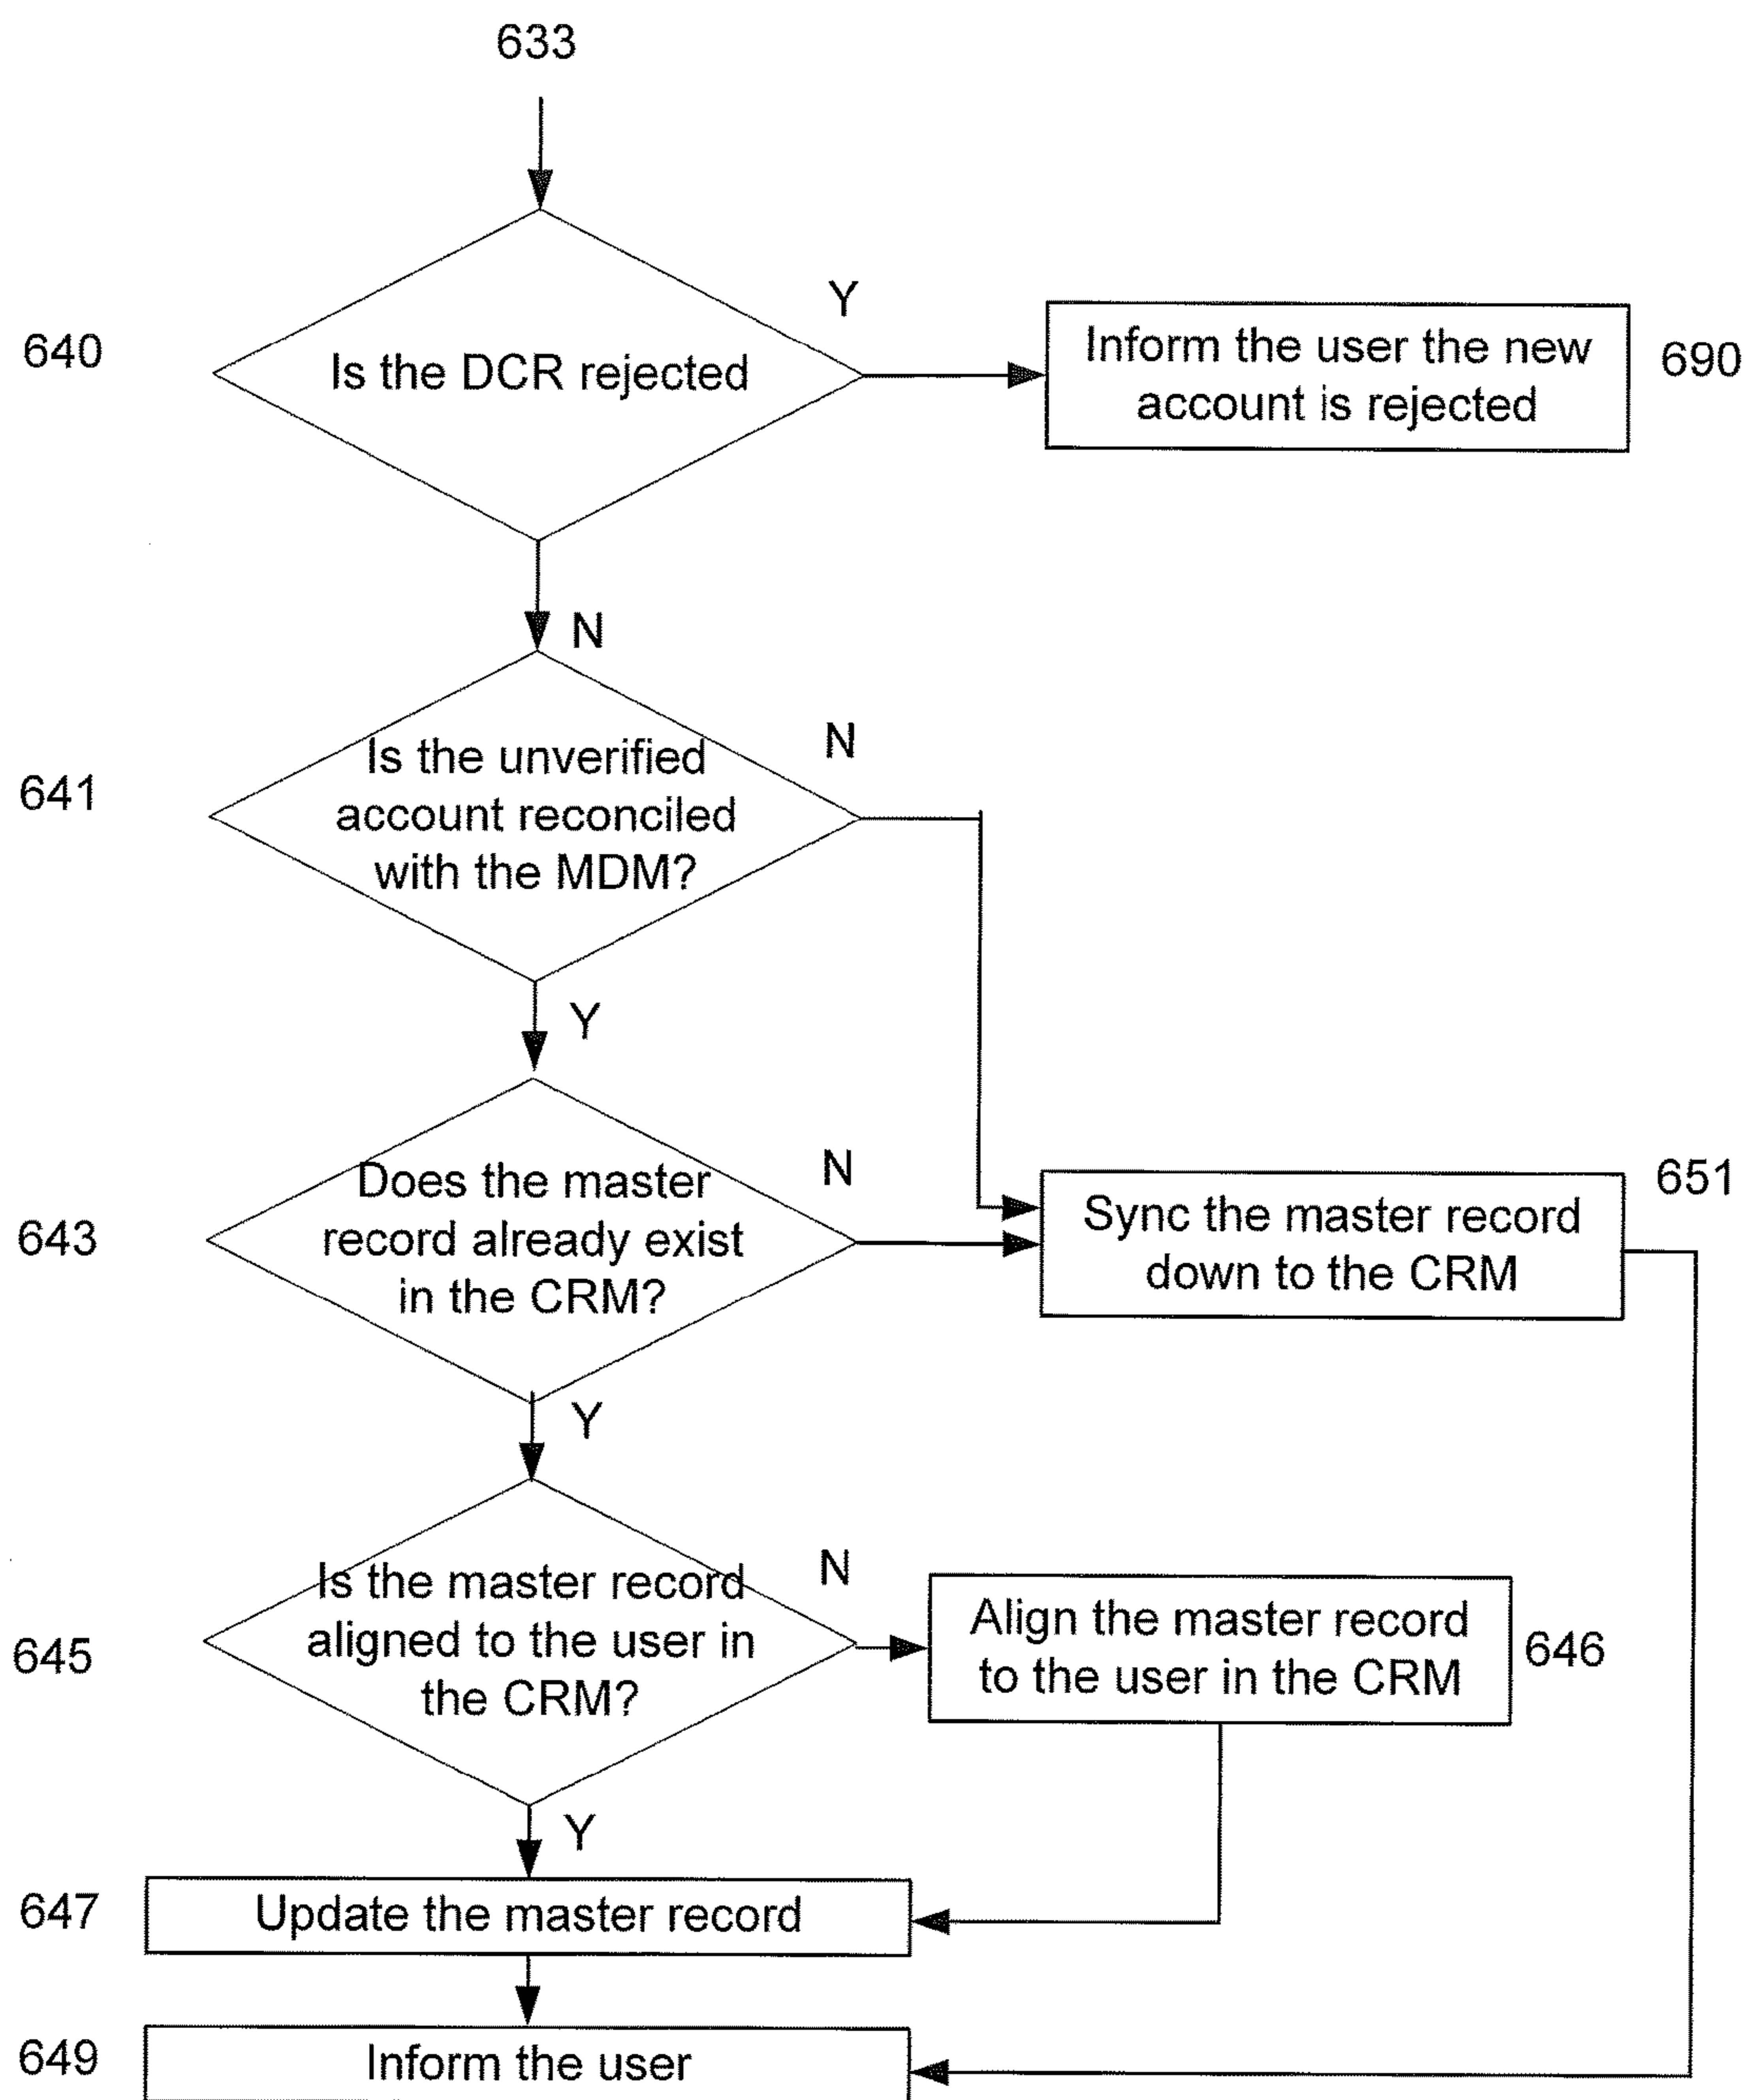 633
640
Is the DCR rejected
Y
Inform the user the new
account is rejected
690
N
641
Is the unverified
account reconciled
with the MDM?
N
Y
643
Does the master
record already exist
in the CRM?
N
Sync the master record
down to the CRM
651
Y
645
Is the master record
aligned to the user in
the CRM?
N
Align the master record
to the user in the CRM
646
Y
647
Update the master record
649
Inform the user